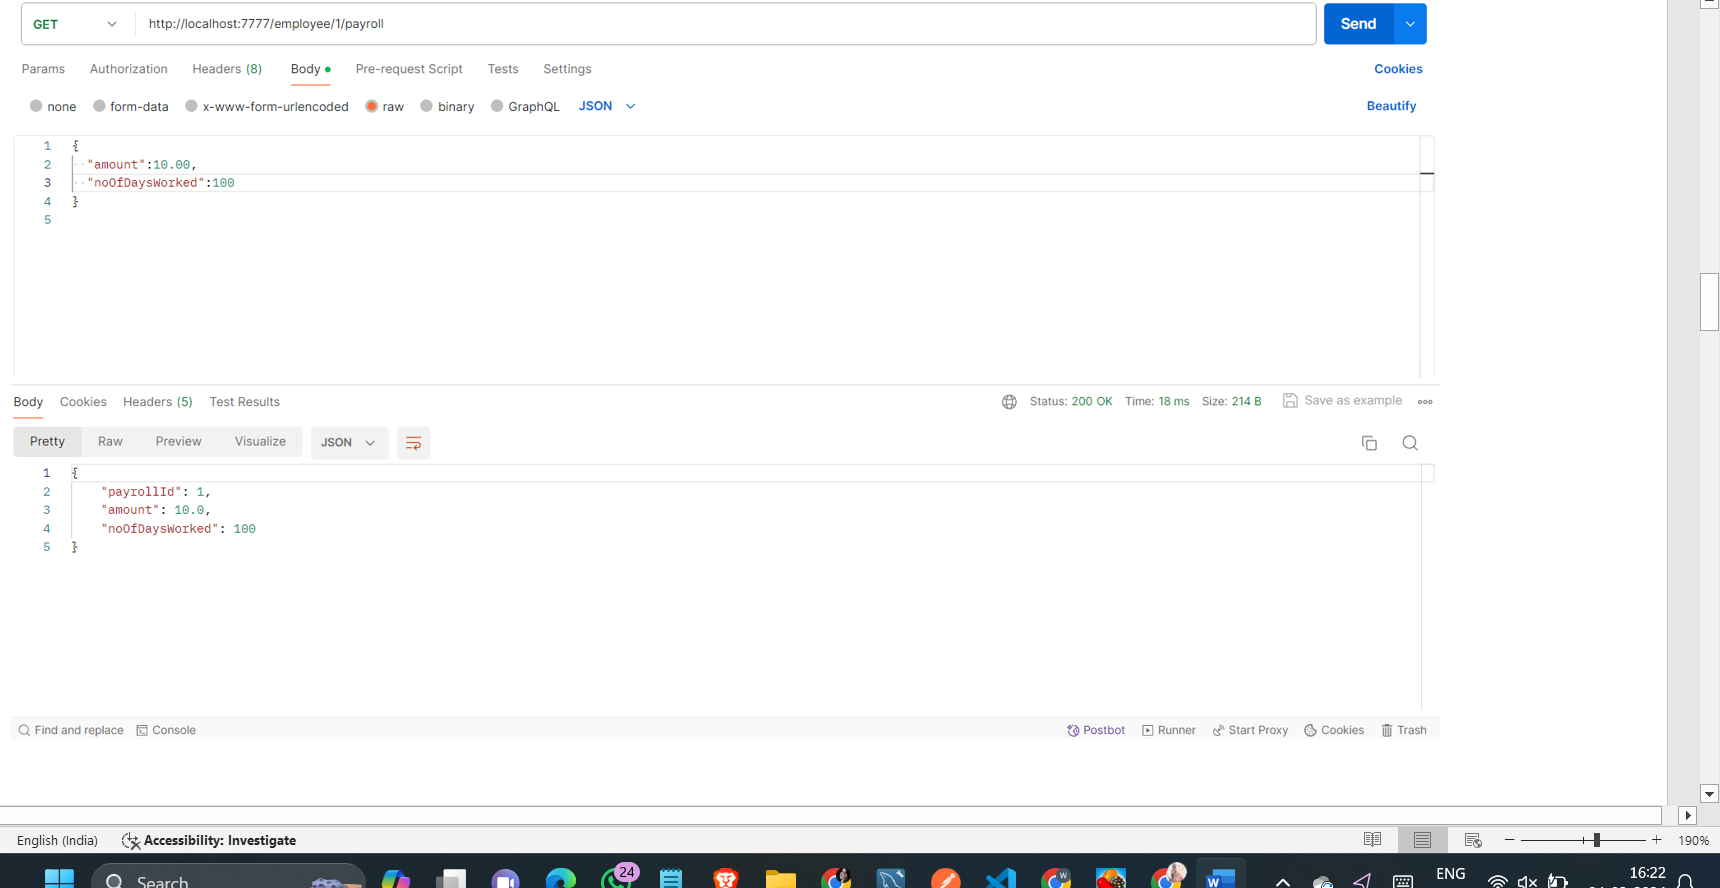 GET http://localhost:7777/employee/1/payroll Send
Params Authorization Headers (8) Body Pre-request Script Tests Settings Cookies
none form-data x-www-form-urlencoded raw binary GraphQL JSON Beautify
1 {
2 "amount":10.00,
3 "noOfDaysWorked":100
4 }
5
Body Cookies Headers (5) Test Results Status: 200 OK Time: 18 ms Size: 214 B Save as example
Pretty Raw Preview Visualize JSON
1 {
2 "payrollId": 1,
3 "amount": 10.0,
4 "noOfDaysWorked": 100
5 }
Find and replace Console Postbot Runner Start Proxy Cookies Trash
English (India) Accessibility: Investigate 190%
Search 24 W W ENG 16:22